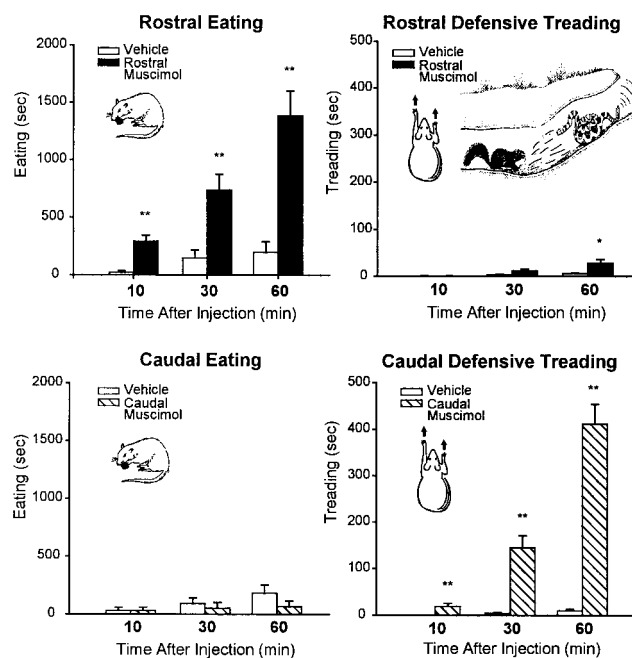 Rostral Eating
2000
1500
1000
500
0
Eating (sec)
Vehicle
Rostral
Muscimol
**
**
**
10 30 60
Time After Injection (min)
Rostral Defensive Treading
500
400
300
200
100
0
Treading (sec)
Vehicle
Rostral
Muscimol
*
10 30 60
Time After Injection (min)
Caudal Eating
2000
1500
1000
500
0
Eating (sec)
Vehicle
Caudal
Muscimol
10 30 60
Time After Injection (min)
Caudal Defensive Treading
500
400
300
200
100
0
Treading (sec)
Vehicle
Caudal
Muscimol
**
**
**
10 30 60
Time After Injection (min)